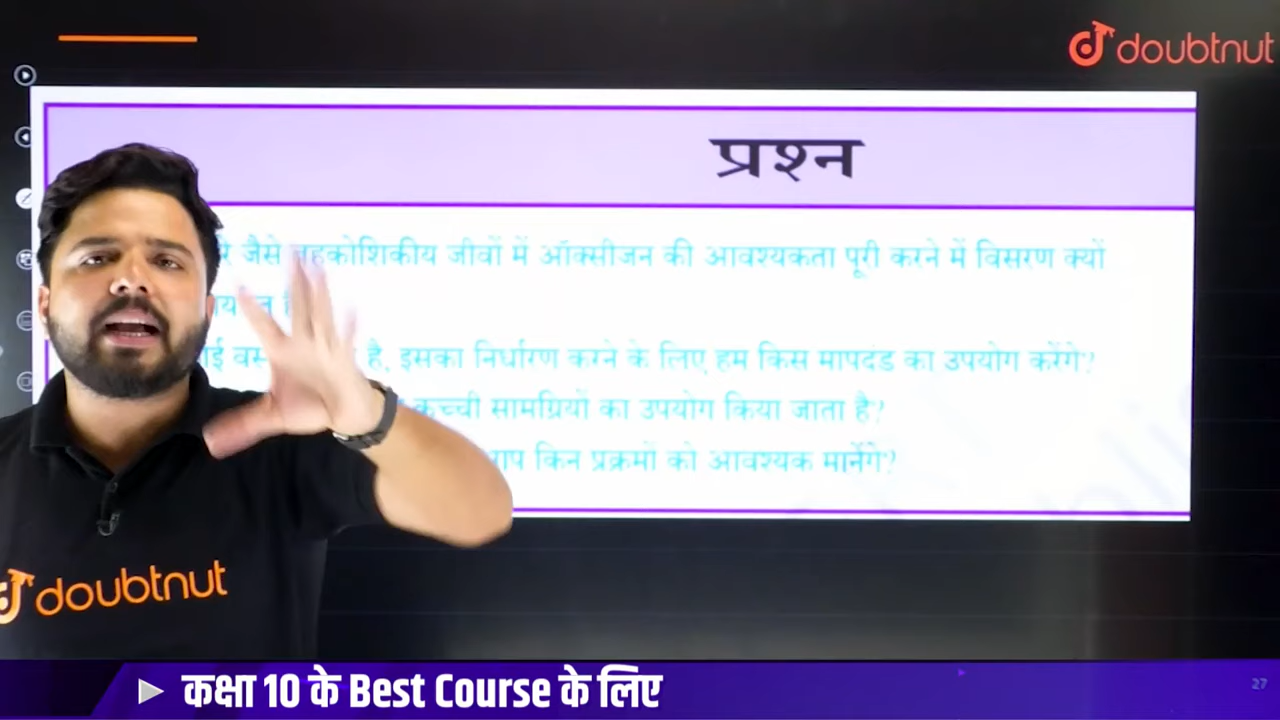 doubtnut
प्रश्न
जैसे बहुकोशिकीय जीवों में ऑक्सीजन की आवश्यकता पूरी करने में विसरण क्यों
है, इसका निर्धारण करने के लिए हम किस मापदंड का उपयोग करेंगे?
कच्ची सामग्रियों का उपयोग किया जाता है?
किन प्रक्रमों को आवश्यक मानेंगे?
doubtnut
कक्षा 10 के Best Course के लिए
27